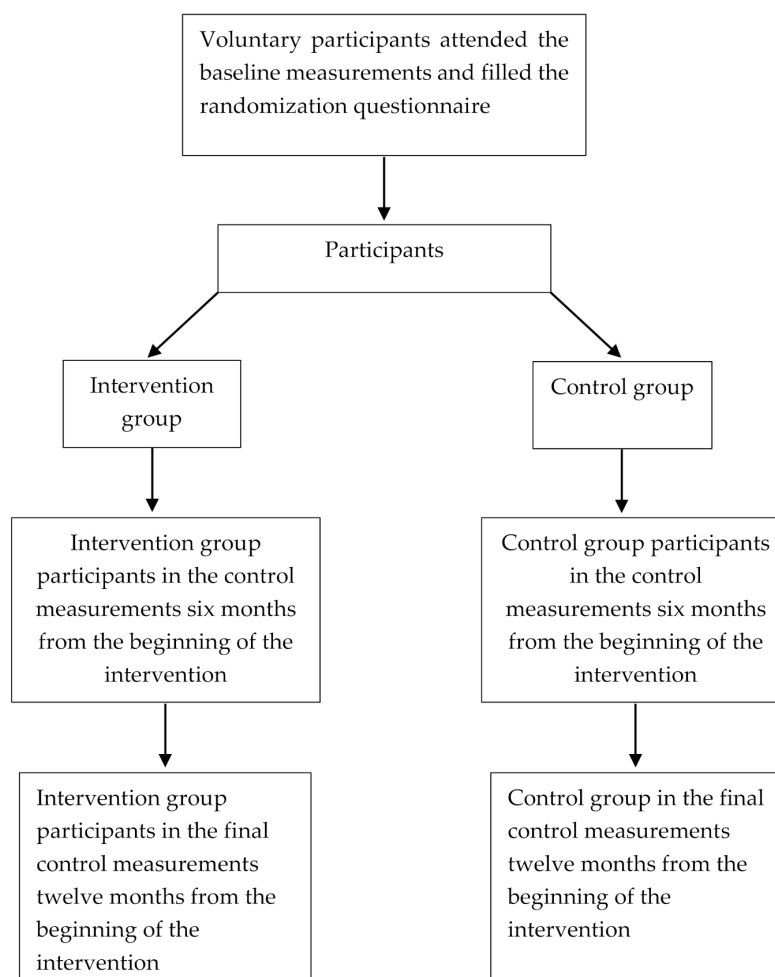 Voluntary participants attended the
baseline measurements and filled the
randomization questionnaire
Participants
Intervention
group
Control group
Intervention group
participants in the control
measurements six months
from the beginning of the
intervention
Control group participants
in the control
measurements six months
from the beginning of the
intervention
Intervention group
participants in the final
control measurements
twelve months from the
beginning of the
intervention
Control group in the final
control measurements
twelve months from the
beginning of the
intervention